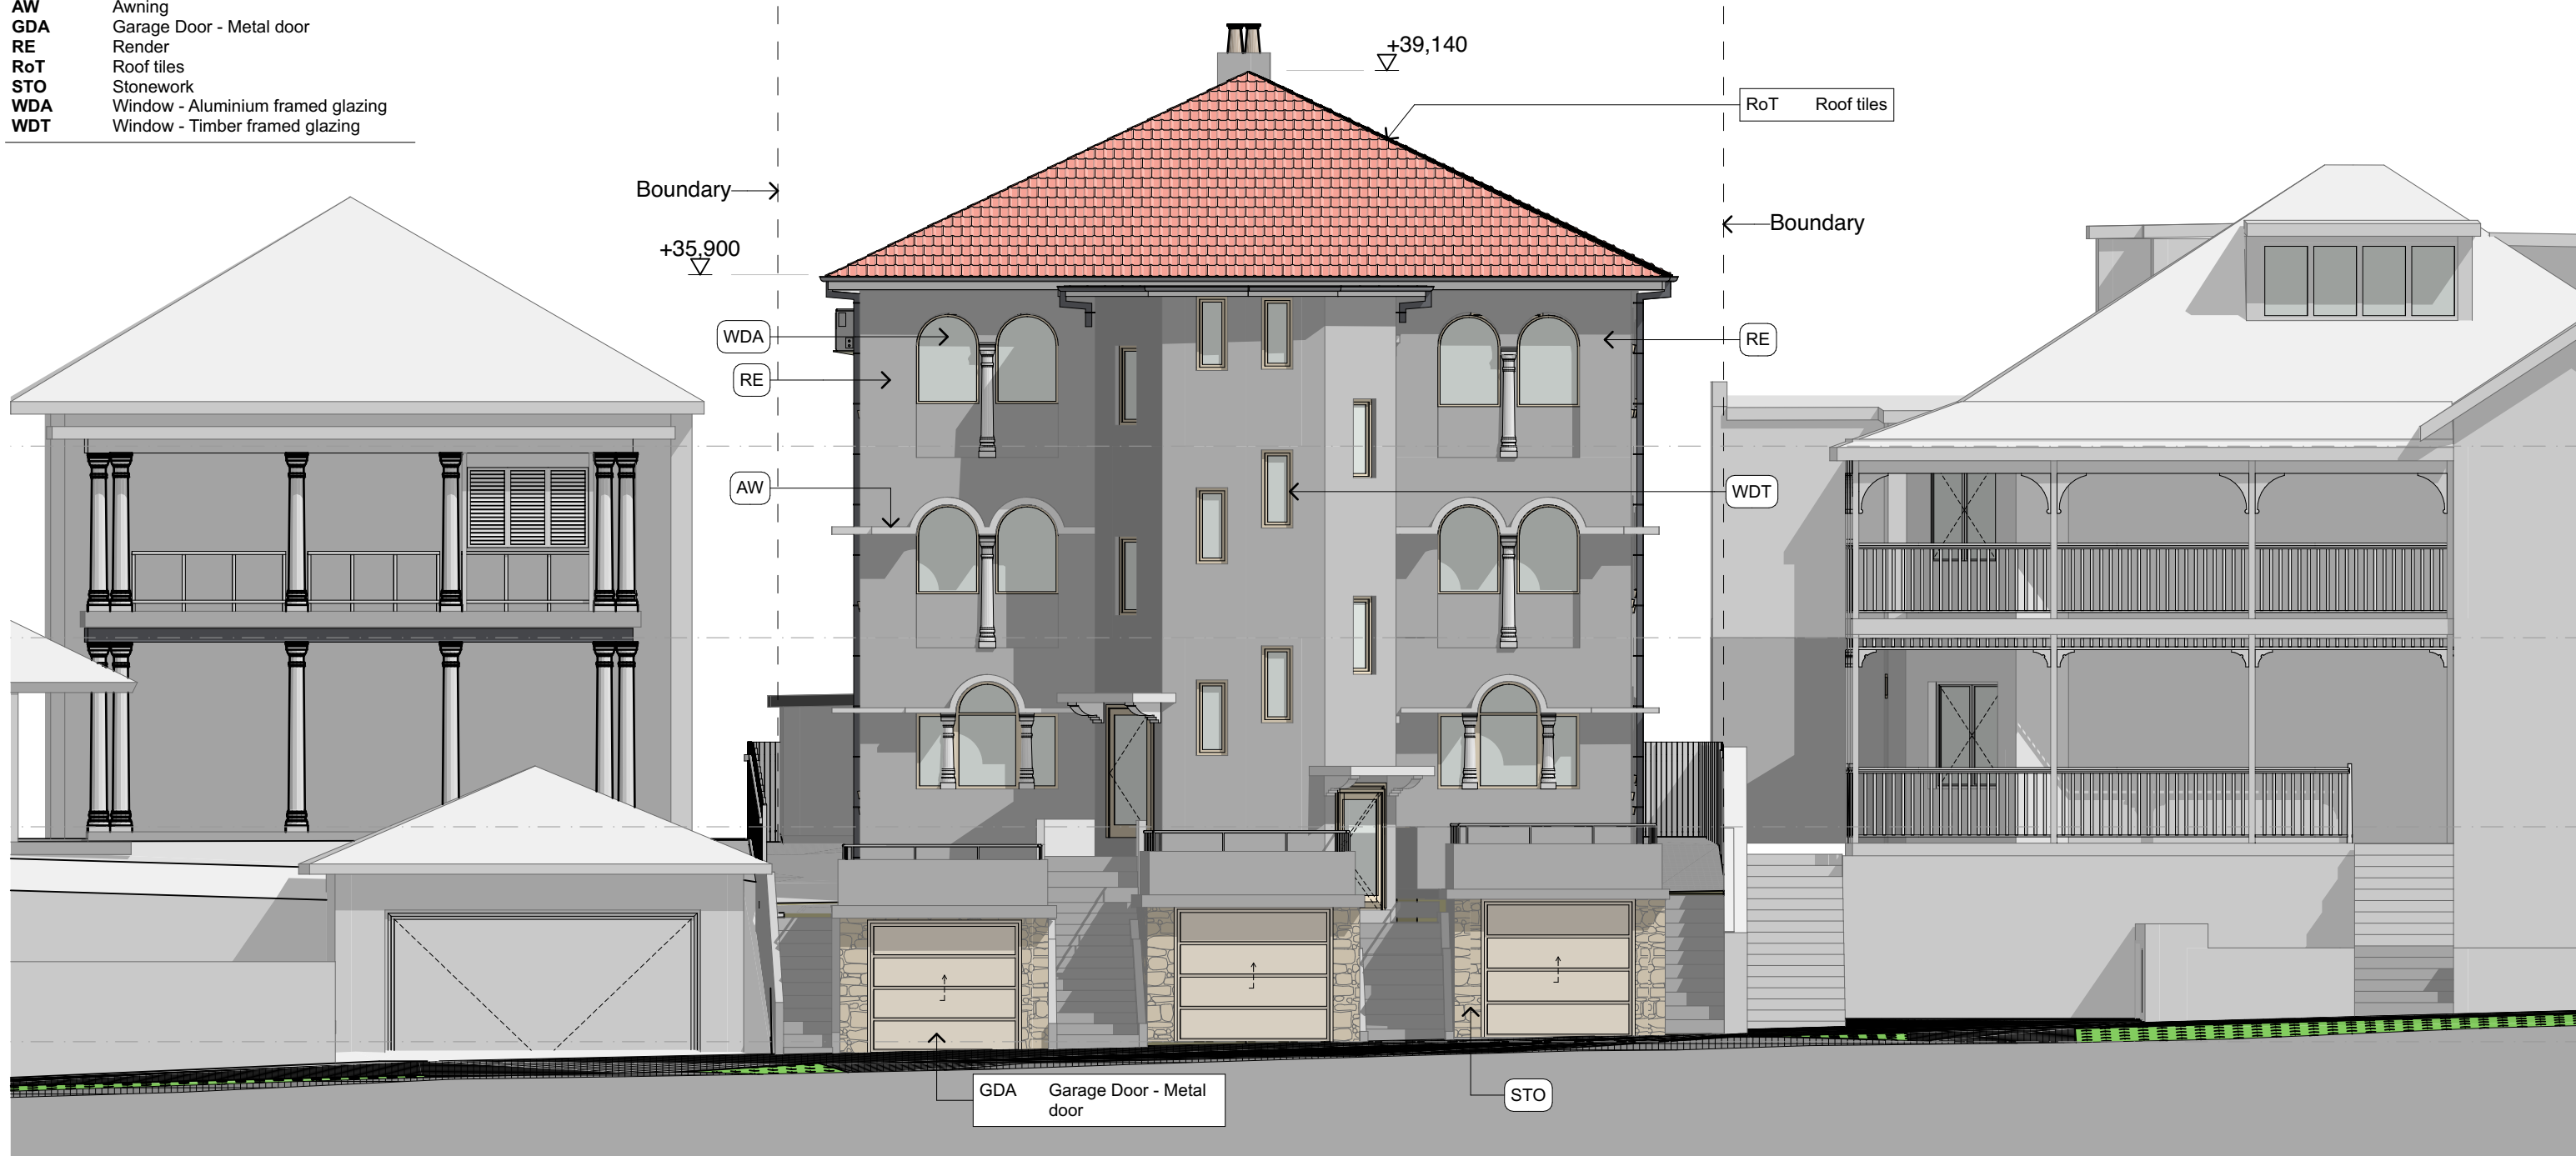 AW Awning
GDA Garage Door - Metal door
RE Render
RoT Roof tiles
STO Stonework
WDA Window - Aluminium framed glazing
WDT Window - Timber framed glazing
+39,140
RoT Roof tiles
Boundary
Boundary
+35,900
WDA
RE
RE
AW
WDT
GDA Garage Door - Metal
door
STO